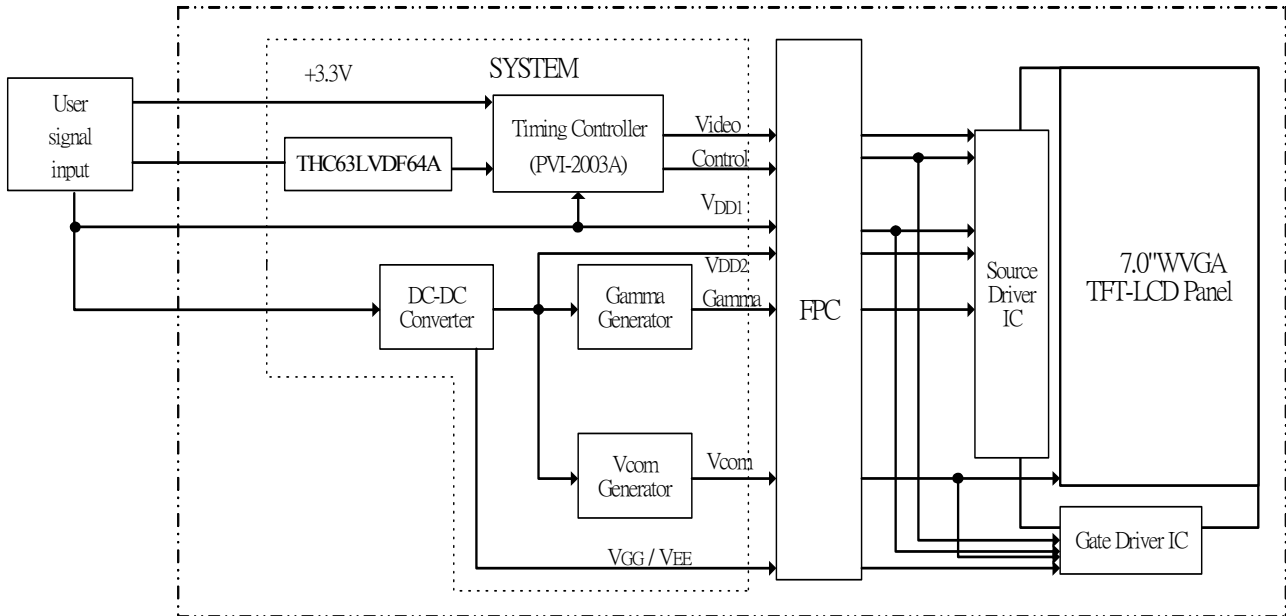 +3.3V
SYSTEM
User
signal
input
THC63LVDF64A
Timing Controller
(PVI-2003A)
Video
Control
VDD1
VDD2
DC-DC
Converter
Gamma
Generator
Gamma
Vcom
Generator
Vcom
VGG / VEE
FPC
Source
Driver
IC
7.0"WVGA
TFT-LCD Panel
Gate Driver IC